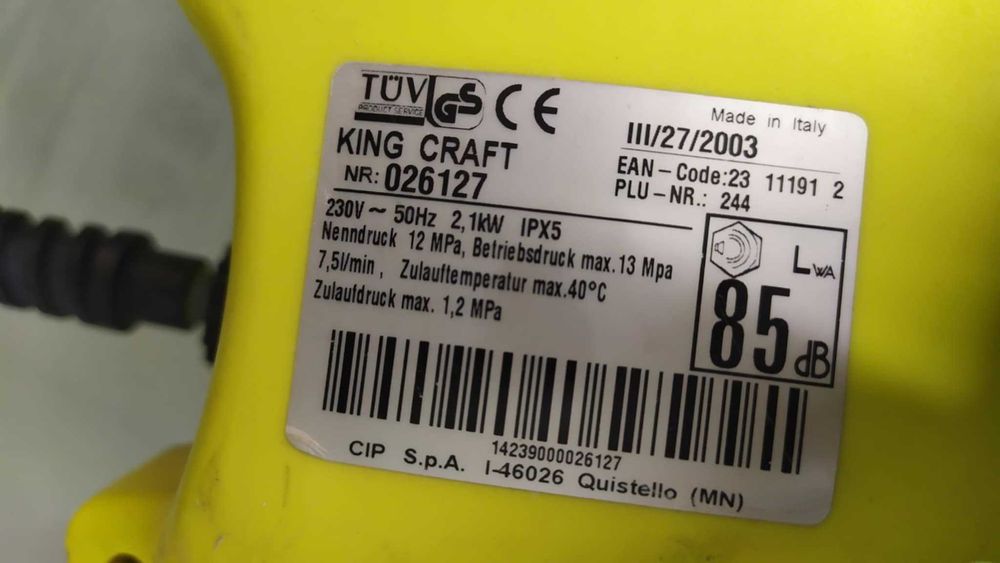 TÜV
PRODUCT SERVICE
GS
CE
Made in Italy
KING CRAFT
NR: 026127
III/27/2003
EAN-Code:23 11191 2
PLU-NR.: 244
230V ~ 50Hz 2,1kW IPX5
Nenndruck 12 MPa, Betriebsdruck max.13 Mpa
7,5l/min, Zulauftemperatur max.40°C
Zulaufdruck max. 1,2 MPa
LWA
85 dB
14239000026127
CIP S.p.A. I-46026 Quistello (MN)